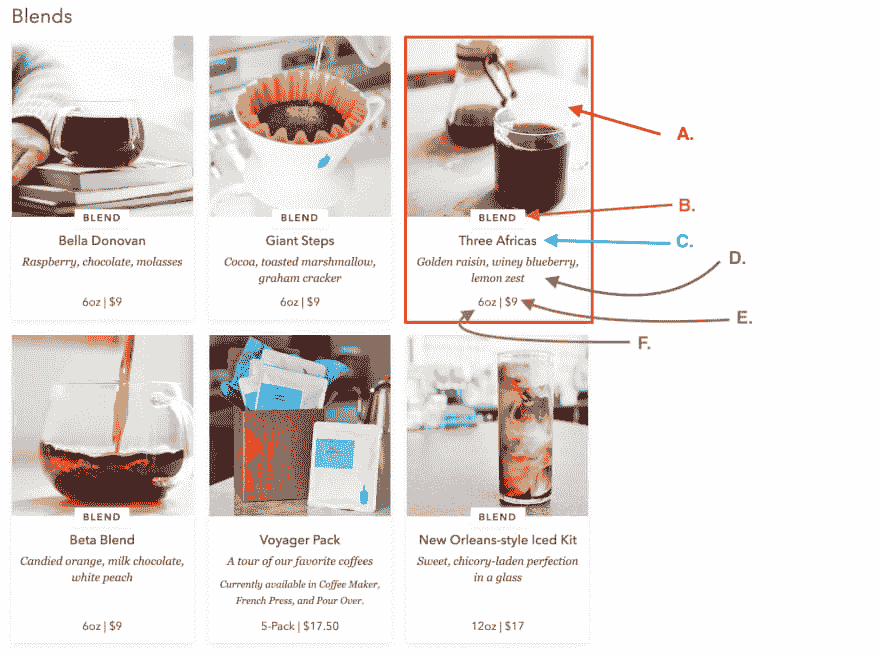 Blends
BLEND
Bella Donovan
Raspberry, chocolate, molasses
6oz | $9
BLEND
Giant Steps
Cocoa, toasted marshmallow,
graham cracker
6oz | $9
BLEND
Three Africas
Golden raisin, winey blueberry,
lemon zest
6oz | $9
A.
B.
C.
D.
E.
F.
BLEND
Beta Blend
Candied orange, milk chocolate,
white peach
6oz | $9
Voyager Pack
A tour of our favorite coffees
Currently available in Coffee Maker,
French Press, and Pour Over.
5-Pack | $17.50
BLEND
New Orleans-style Iced Kit
Sweet, chicory-laden perfection
in a glass
12oz | $17